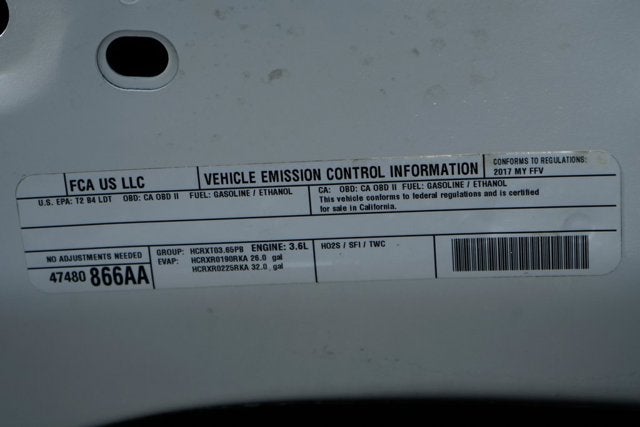 FCA US LLC
VEHICLE EMISSION CONTROL INFORMATION
CONFORMS TO REGULATIONS:
2017 MY FFV
U.S. EPA: T2 B4 LDT OBD: CA OBD II FUEL: GASOLINE / ETHANOL
CA: OBD: CA OBD II FUEL: GASOLINE / ETHANOL
This vehicle conforms to federal regulations and is certified
for sale in California.
NO ADJUSTMENTS NEEDED
47480 866AA
GROUP: HCRXT03.65PB ENGINE: 3.6L
EVAP: HCRXR0190RKA 26.0 gal
HCRXR0225RKA 32.0 gal
HO2S / SFI / TWC